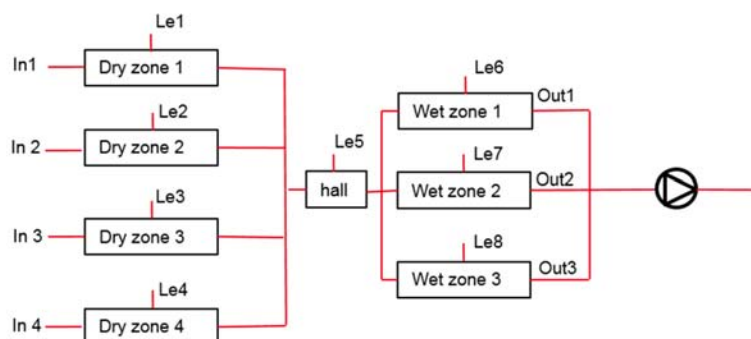 Le1
In1
Dry zone 1
Le2
In 2
Dry zone 2
Le3
In 3
Dry zone 3
Le4
In 4
Dry zone 4
Le5
hall
Le6
Wet zone 1
Out1
Le7
Wet zone 2
Out2
Le8
Wet zone 3
Out3